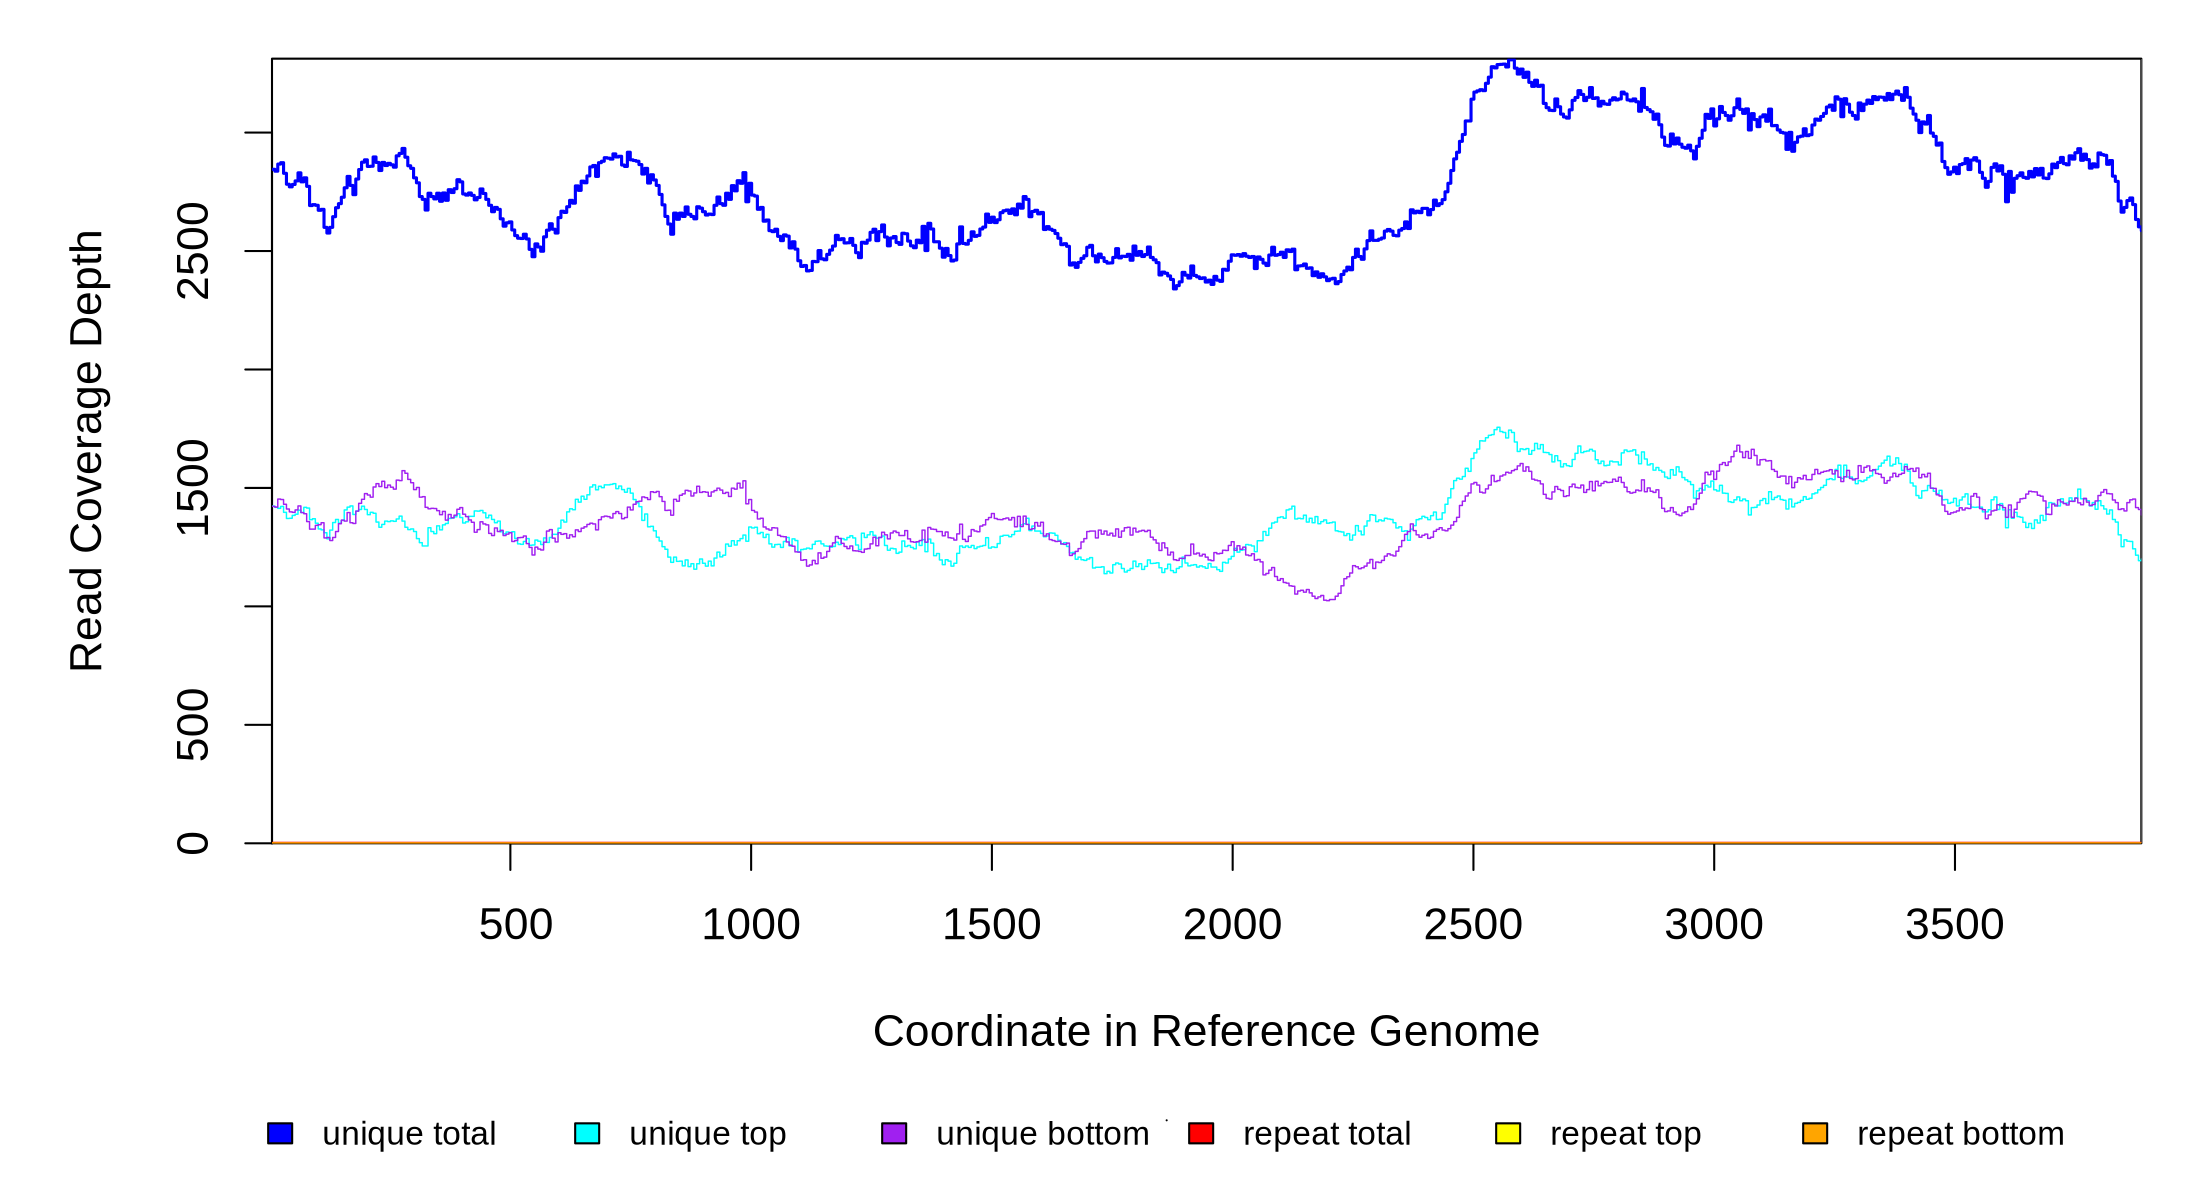 Read Coverage Depth
2500
1500
500
0
500 1000 1500 2000 2500 3000 3500
Coordinate in Reference Genome
unique total unique top unique bottom repeat total repeat top repeat bottom